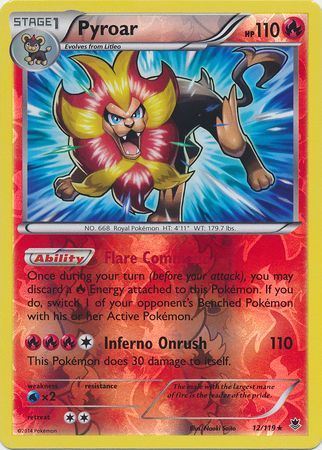 STAGE 1 Pyroar HP 110
Evolves from Litleo
NO. 668 Royal Pokémon HT: 4'11" WT: 179.7 lbs.
Ability Flare Command
Once during your turn (before your attack), you may
discard a Energy attached to this Pokémon. If you
do, switch 1 of your opponent's Benched Pokémon
with his or her Active Pokémon.
Inferno Onrush 110
This Pokémon does 30 damage to itself.
weakness resistance
×2
The male with the largest mane
of fire is the leader of the pride.
retreat
©2014 Pokémon
Illus. Naoki Saito
12/119 ★